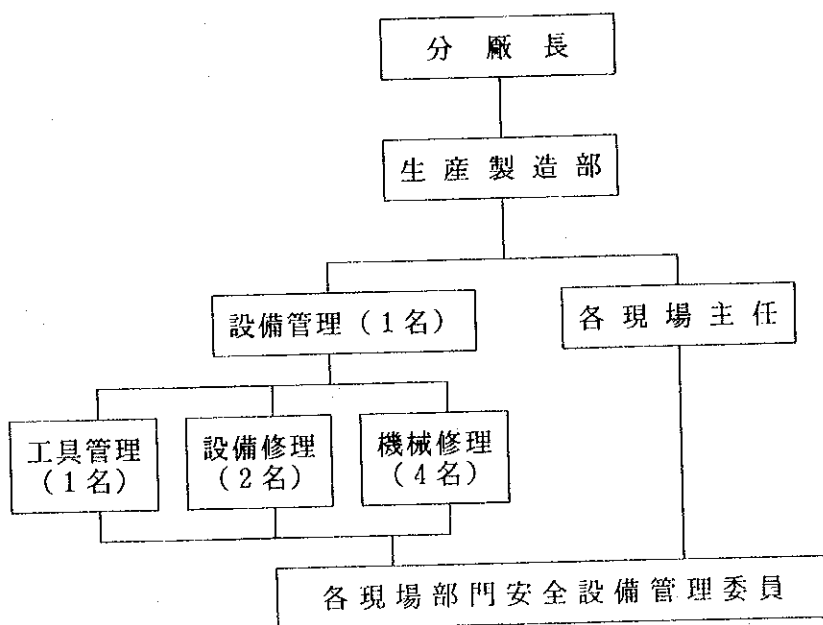 分厰長
生産製造部
設備管理（1名）
各現場主任
工具管理
（1名）
設備修理
（2名）
機械修理
（4名）
各現場部門安全設備管理委員